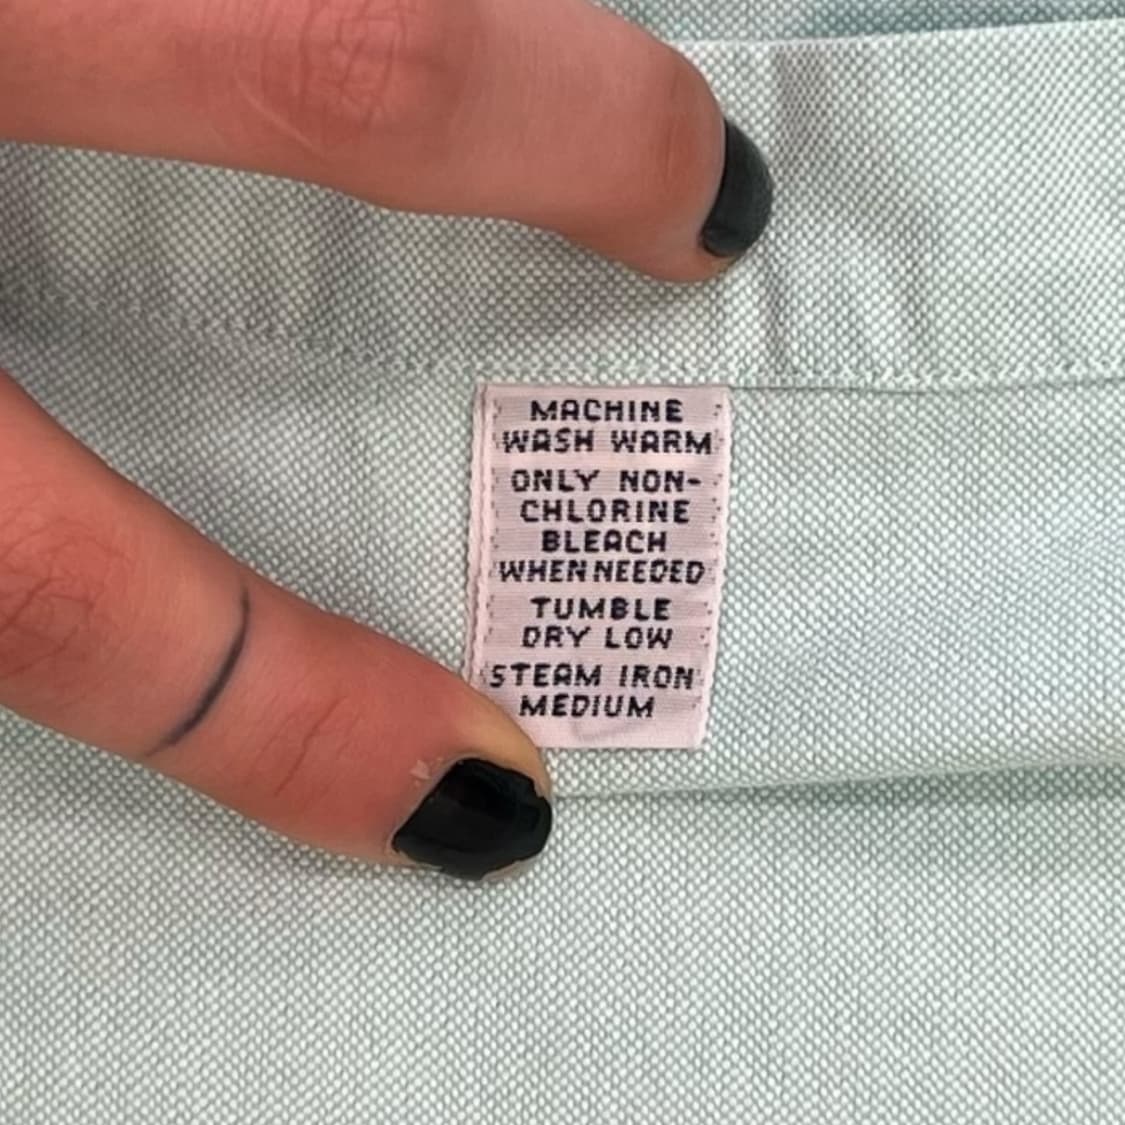 MACHINE
WASH WARM
ONLY NON-
CHLORINE
BLEACH
WHEN NEEDED
TUMBLE
DRY LOW
STEAM IRON
MEDIUM